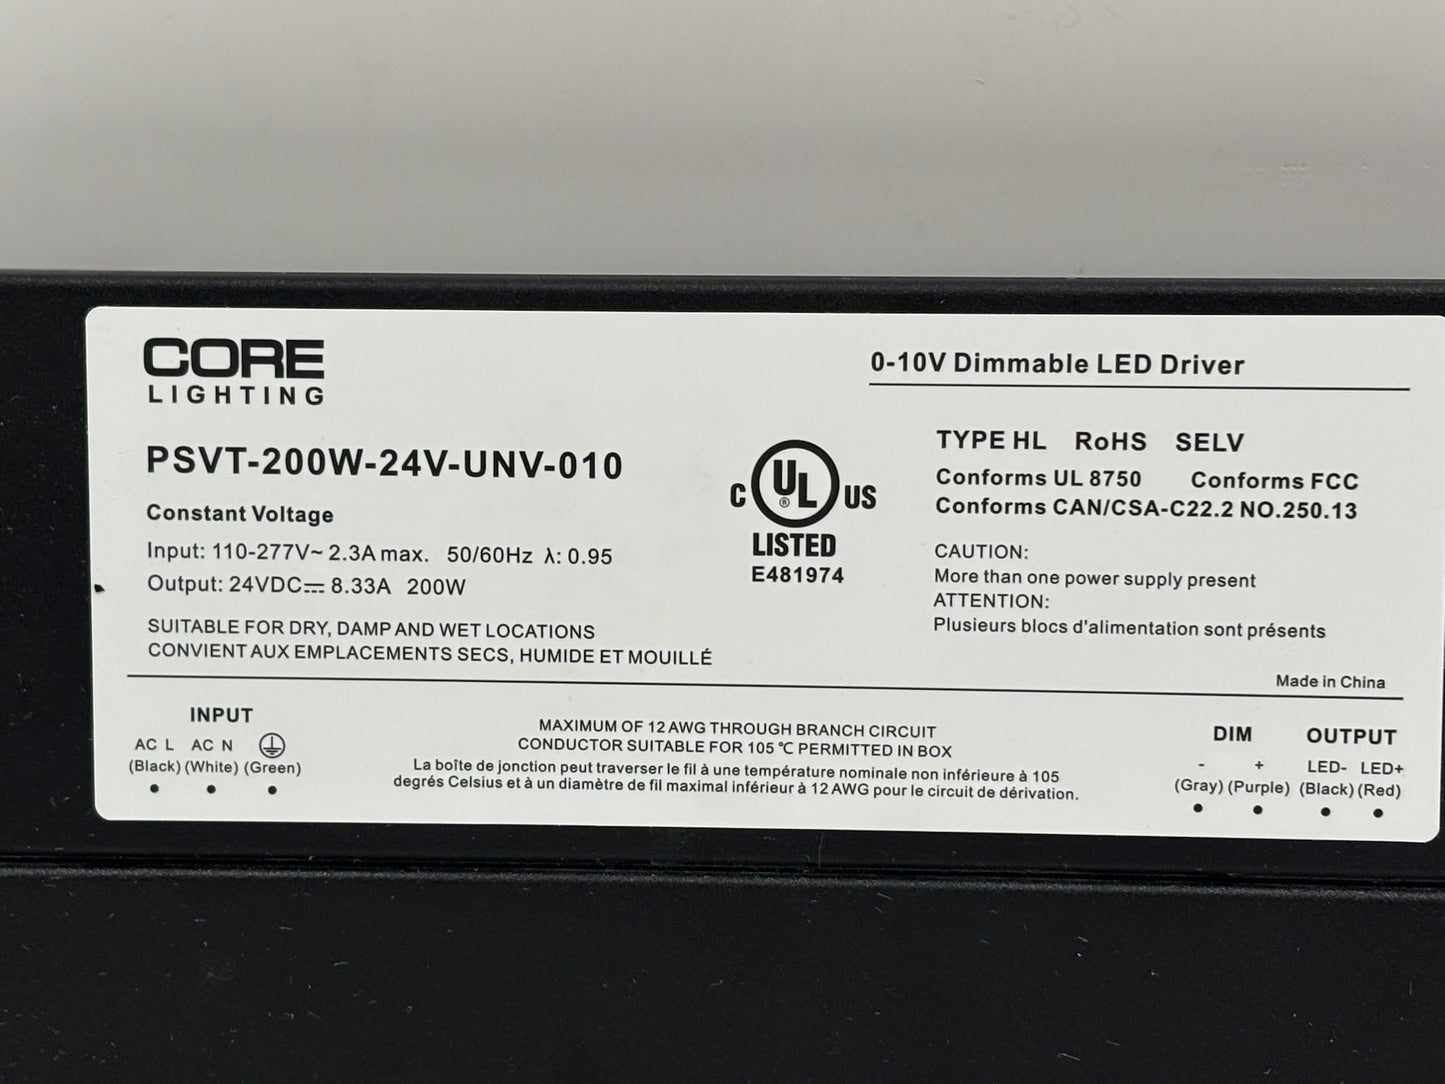 CORE
LIGHTING
0-10V Dimmable LED Driver
PSVT-200W-24V-UNV-010
Constant Voltage
Input: 110-277V~ 2.3A max. 50/60Hz λ: 0.95
Output: 24VDC⎓ 8.33A 200W
SUITABLE FOR DRY, DAMP AND WET LOCATIONS
CONVIENT AUX EMPLACEMENTS SECS, HUMIDE ET MOUILLÉ
C UL ® US
LISTED
E481974
TYPE HL RoHS SELV
Conforms UL 8750 Conforms FCC
Conforms CAN/CSA-C22.2 NO.250.13
CAUTION:
More than one power supply present
ATTENTION:
Plusieurs blocs d'alimentation sont présents
Made in China
INPUT
AC L AC N
(Black) (White) (Green)
MAXIMUM OF 12 AWG THROUGH BRANCH CIRCUIT
CONDUCTOR SUITABLE FOR 105 ℃ PERMITTED IN BOX
La boîte de jonction peut traverser le fil à une température nominale non inférieure à 105
degrés Celsius et à un diamètre de fil maximal inférieur à 12 AWG pour le circuit de dérivation.
DIM OUTPUT
- + LED- LED+
(Gray) (Purple) (Black) (Red)